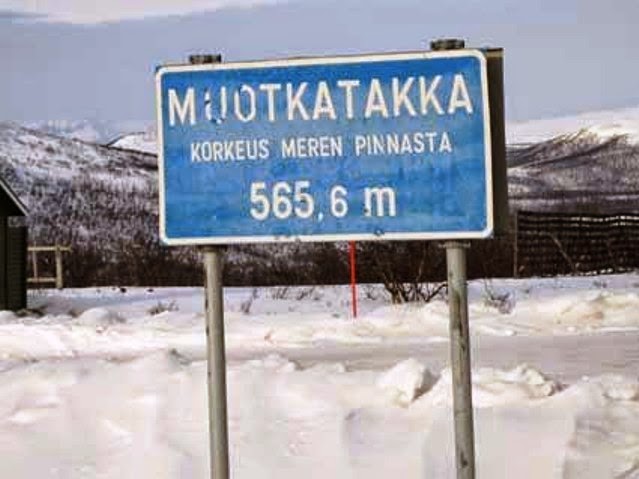 MUOTKATAKKA
KORKEUS MEREN PINNASTA
565,6 m